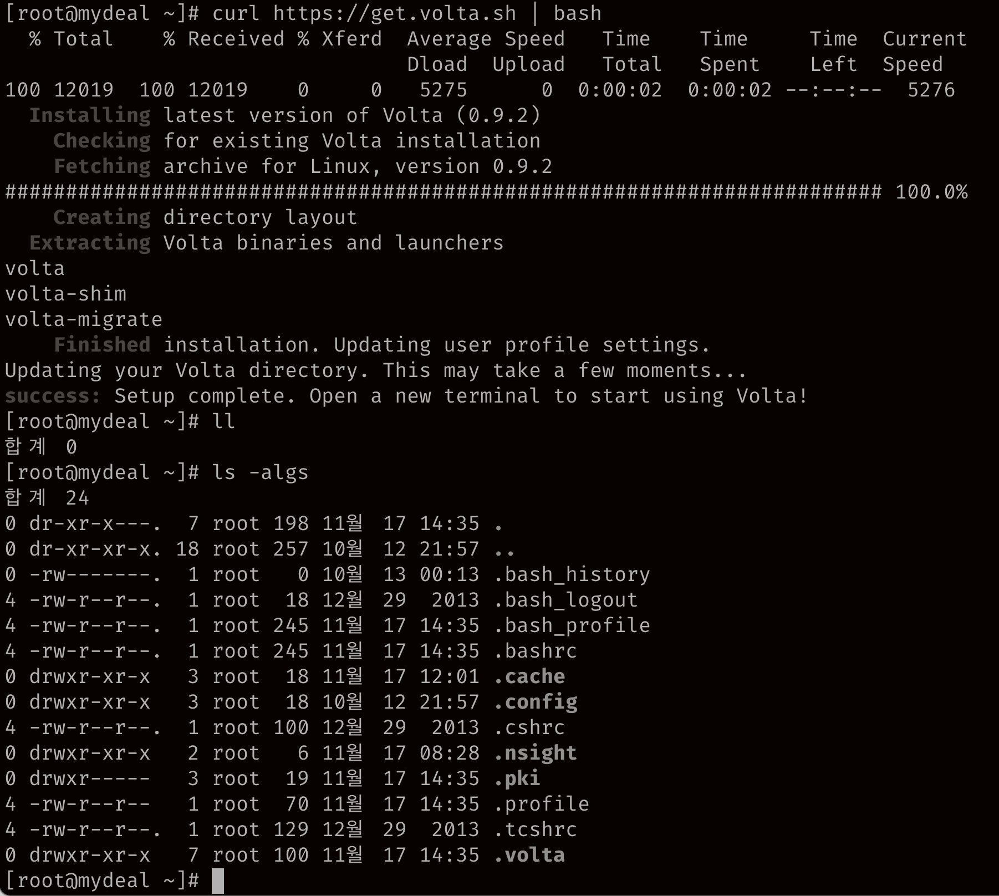 [root@mydeal ~]# curl https://get.volta.sh | bash
  % Total    % Received % Xferd  Average Speed   Time    Time     Time  Current
                                 Dload  Upload   Total   Spent    Left  Speed
100 12019  100 12019    0     0   5275      0  0:00:02  0:00:02 --:--:--  5276
  Installing latest version of Volta (0.9.2)
    Checking for existing Volta installation
    Fetching archive for Linux, version 0.9.2
######################################################################## 100.0%
    Creating directory layout
  Extracting Volta binaries and launchers
volta
volta-shim
volta-migrate
    Finished installation. Updating user profile settings.
Updating your Volta directory. This may take a few moments...
success: Setup complete. Open a new terminal to start using Volta!
[root@mydeal ~]# ll
합계 0
[root@mydeal ~]# ls -algs
합계 24
0 dr-xr-x---.  7 root 198 11월 17 14:35 .
0 dr-xr-xr-x. 18 root 257 10월 12 21:57 ..
0 -rw-------.  1 root   0 10월 13 00:13 .bash_history
4 -rw-r--r--.  1 root  18 12월 29  2013 .bash_logout
4 -rw-r--r--.  1 root 245 11월 17 14:35 .bash_profile
4 -rw-r--r--.  1 root 245 11월 17 14:35 .bashrc
0 drwxr-xr-x   3 root  18 11월 17 12:01 .cache
0 drwxr-xr-x   3 root  18 10월 12 21:57 .config
4 -rw-r--r--.  1 root 100 12월 29  2013 .cshrc
0 drwxr-xr-x   2 root   6 11월 17 08:28 .nsight
0 drwxr-----   3 root  19 11월 17 14:35 .pki
4 -rw-r--r--   1 root  70 11월 17 14:35 .profile
4 -rw-r--r--.  1 root 129 12월 29  2013 .tcshrc
0 drwxr-xr-x   7 root 100 11월 17 14:35 .volta
[root@mydeal ~]#